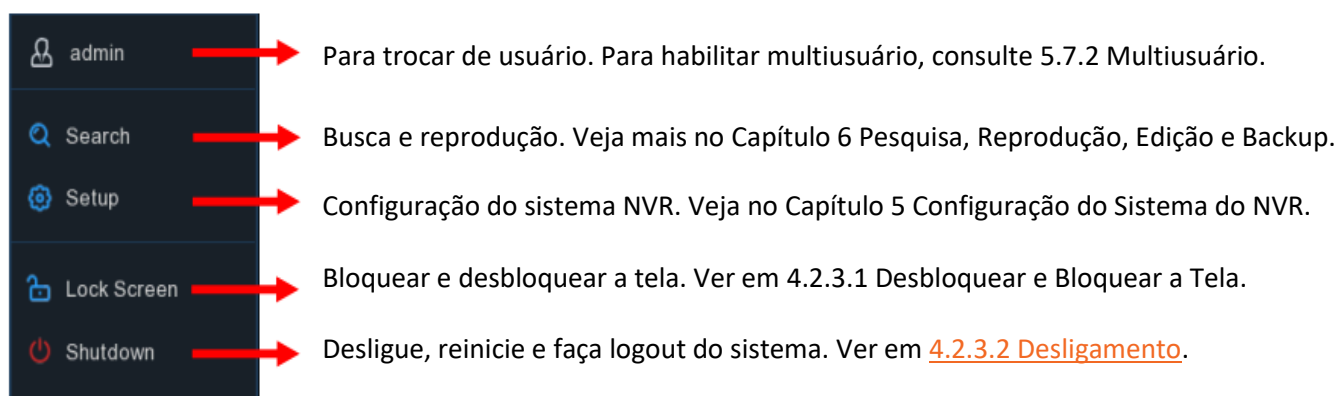 admin Para trocar de usuário. Para habilitar multiusuário, consulte 5.7.2 Multiusuário.
Search Busca e reprodução. Veja mais no Capítulo 6 Pesquisa, Reprodução, Edição e Backup.
Setup Configuração do sistema NVR. Veja no Capítulo 5 Configuração do Sistema do NVR.
Lock Screen Bloquear e desbloquear a tela. Ver em 4.2.3.1 Desbloquear e Bloquear a Tela.
Shutdown Desligue, reinicie e faça logout do sistema. Ver em 4.2.3.2 Desligamento.